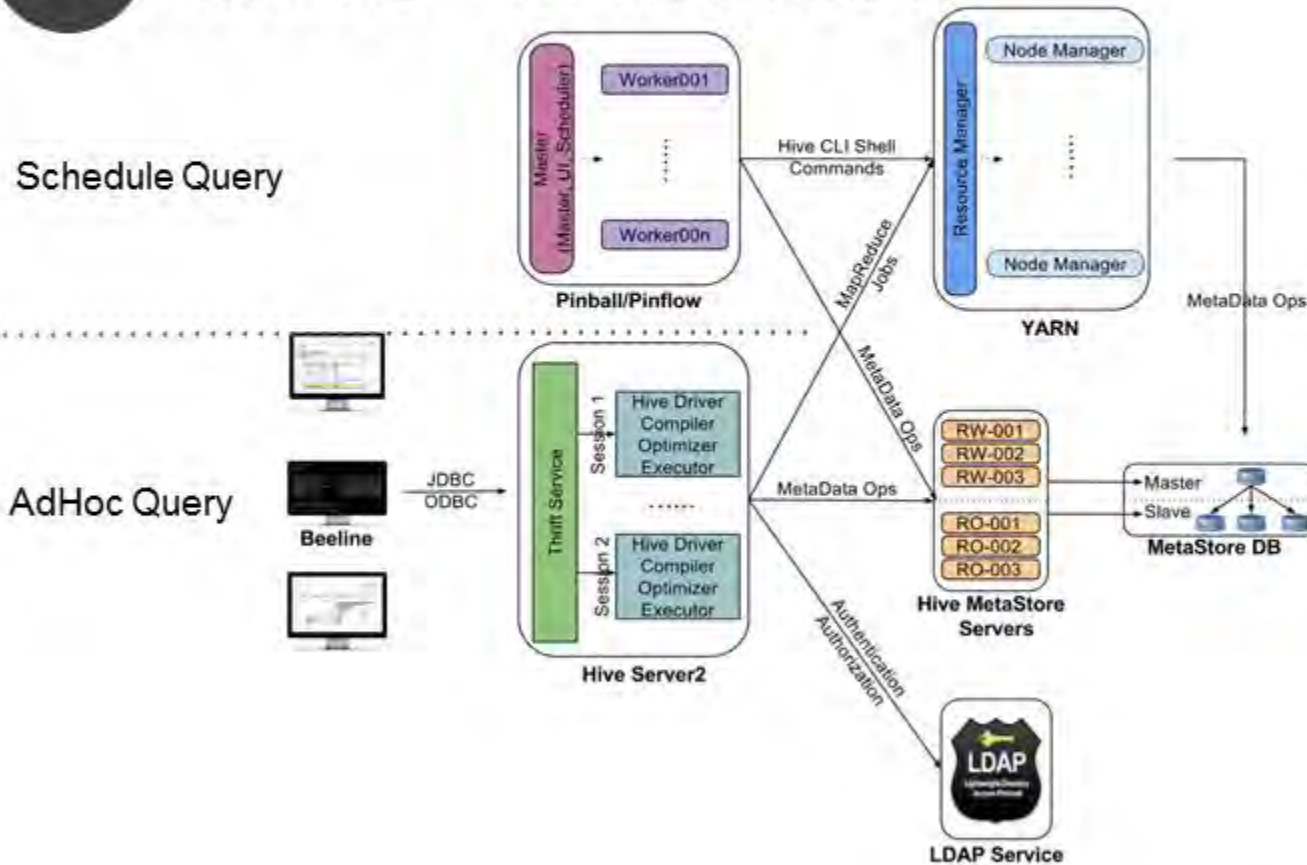 Schedule Query
Master
(Master, UI, Scheduler)
Worker001
Worker00n
Pinball/Pinflow
Hive CLI Shell
Commands
MapReduce
Jobs
MetaData Ops
Resource Manager
Node Manager
Node Manager
YARN
MetaData Ops
AdHoc Query
Beeline
JDBC
ODBC
Thrift Service
Session 1
Hive Driver
Compiler
Optimizer
Executor
Session 2
Hive Driver
Compiler
Optimizer
Executor
Hive Server2
MetaData Ops
Authentication
Authorization
RW-001
RW-002
RW-003
RO-001
RO-002
RO-003
Hive MetaStore
Servers
Master
Slave
MetaStore DB
LDAP
LDAP Service